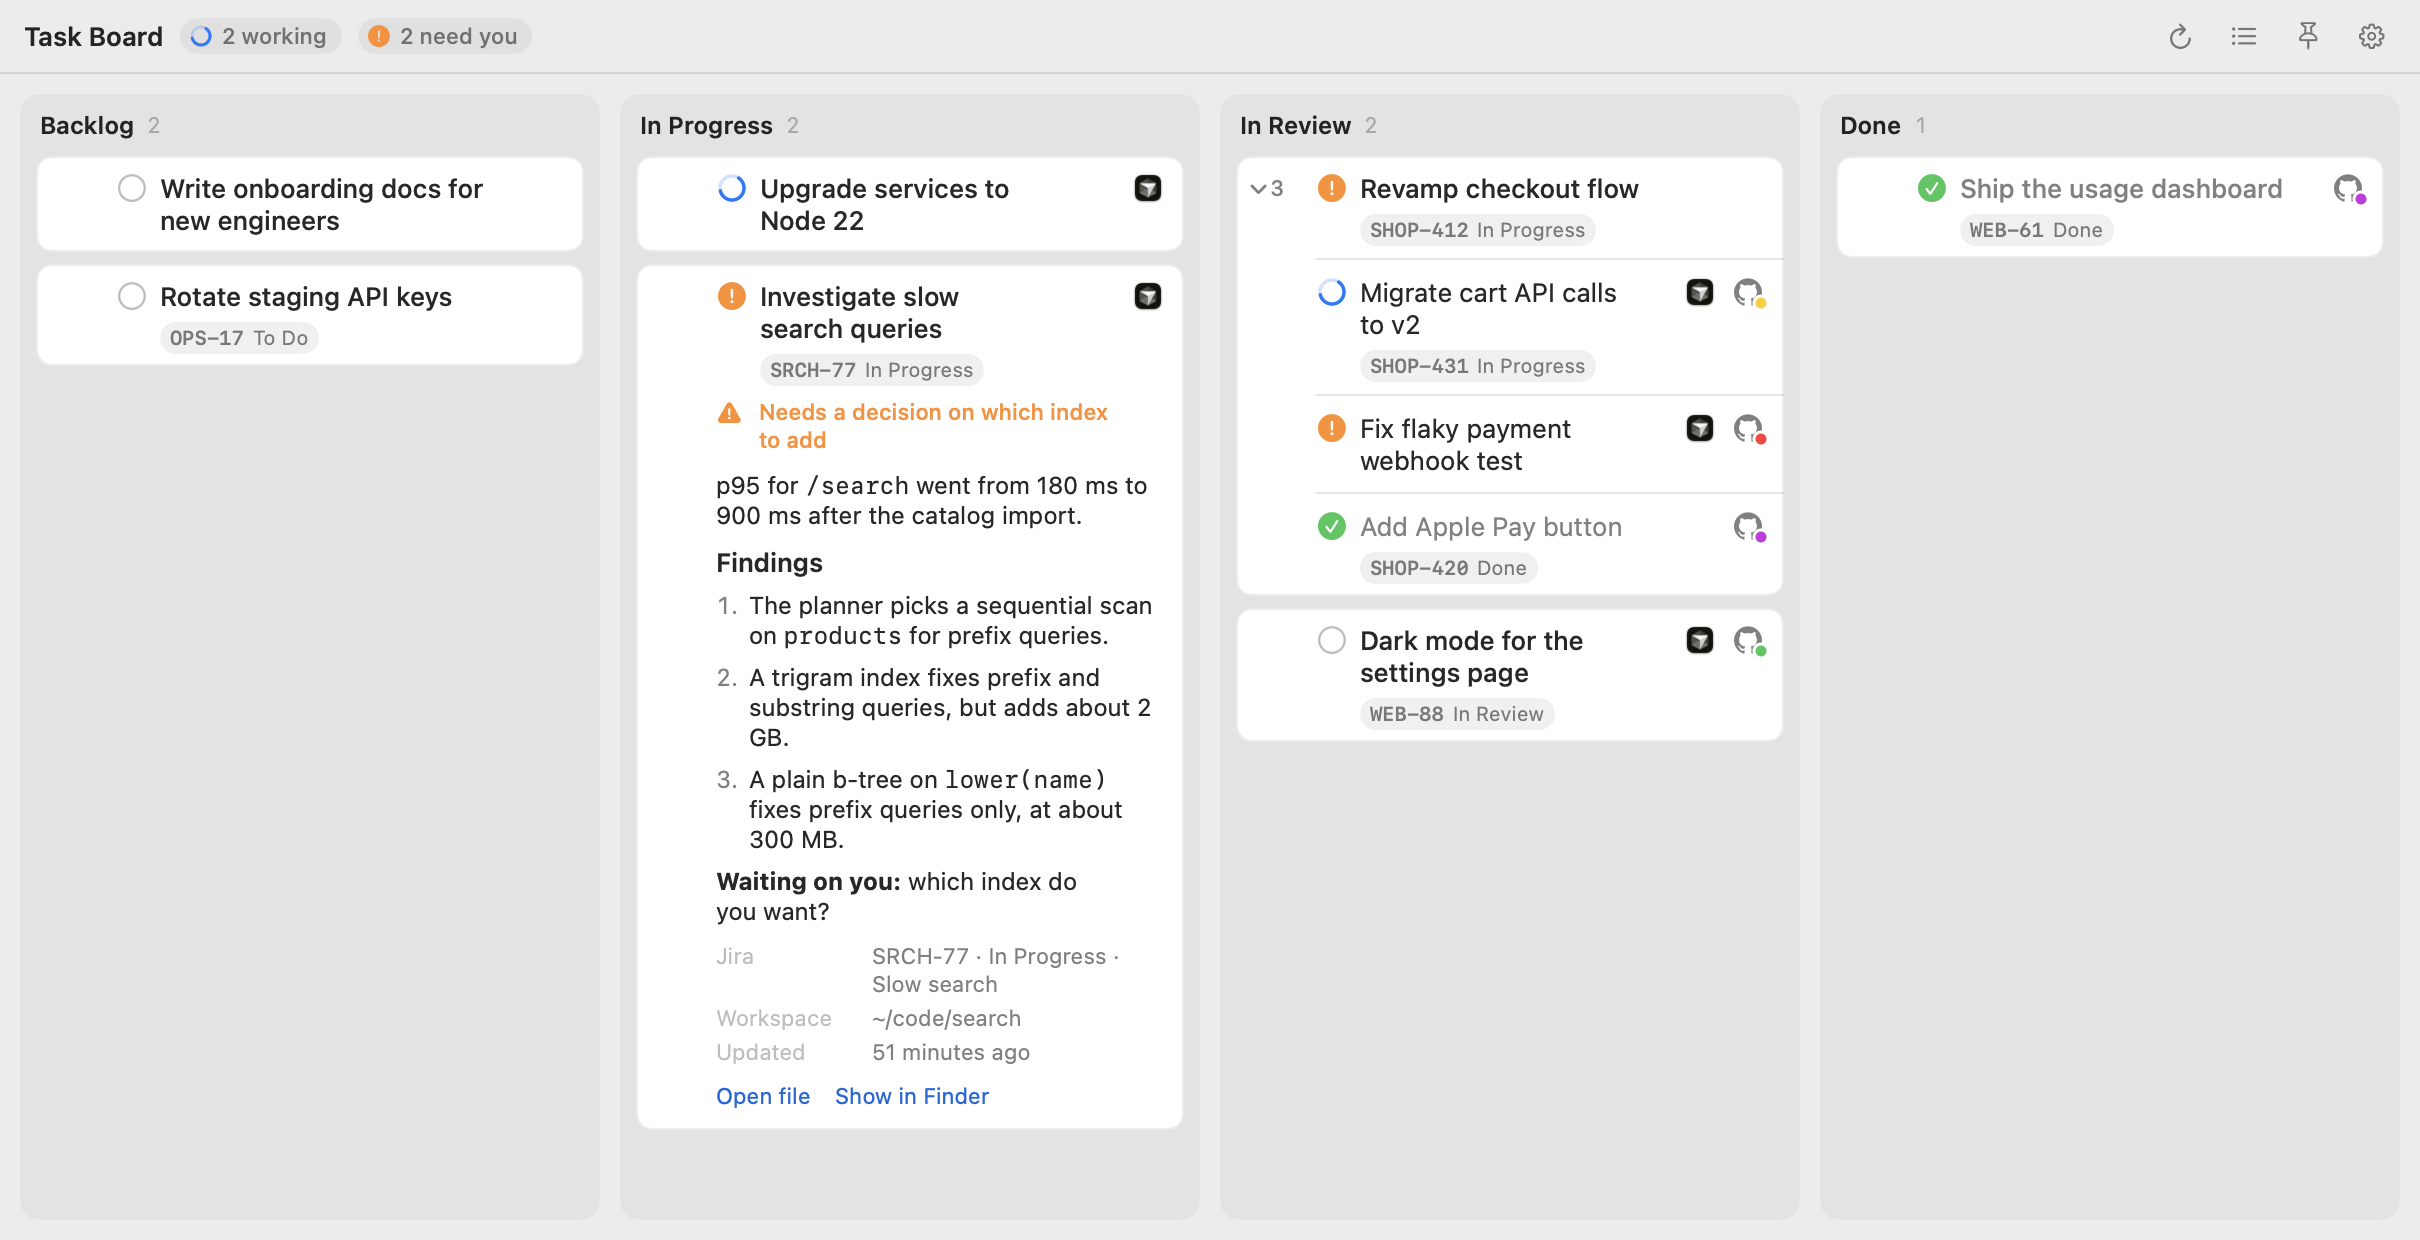 Task Board
2 working
2 need you
Backlog 2
Write onboarding docs for
new engineers
Rotate staging API keys
OPS-17 To Do
In Progress 2
Upgrade services to
Node 22
Investigate slow
search queries
SRCH-77 In Progress
Needs a decision on which index
to add
p95 for /search went from 180 ms to
900 ms after the catalog import.
Findings
1. The planner picks a sequential scan
on products for prefix queries.
2. A trigram index fixes prefix and
substring queries, but adds about 2
GB.
3. A plain b-tree on lower(name)
fixes prefix queries only, at about
300 MB.
Waiting on you: which index do
you want?
Jira SRCH-77 · In Progress ·
Slow search
Workspace ~/code/search
Updated 51 minutes ago
Open file Show in Finder
In Review 2
3 Revamp checkout flow
SHOP-412 In Progress
Migrate cart API calls
to v2
SHOP-431 In Progress
Fix flaky payment
webhook test
Add Apple Pay button
SHOP-420 Done
Dark mode for the
settings page
WEB-88 In Review
Done 1
Ship the usage dashboard
WEB-61 Done